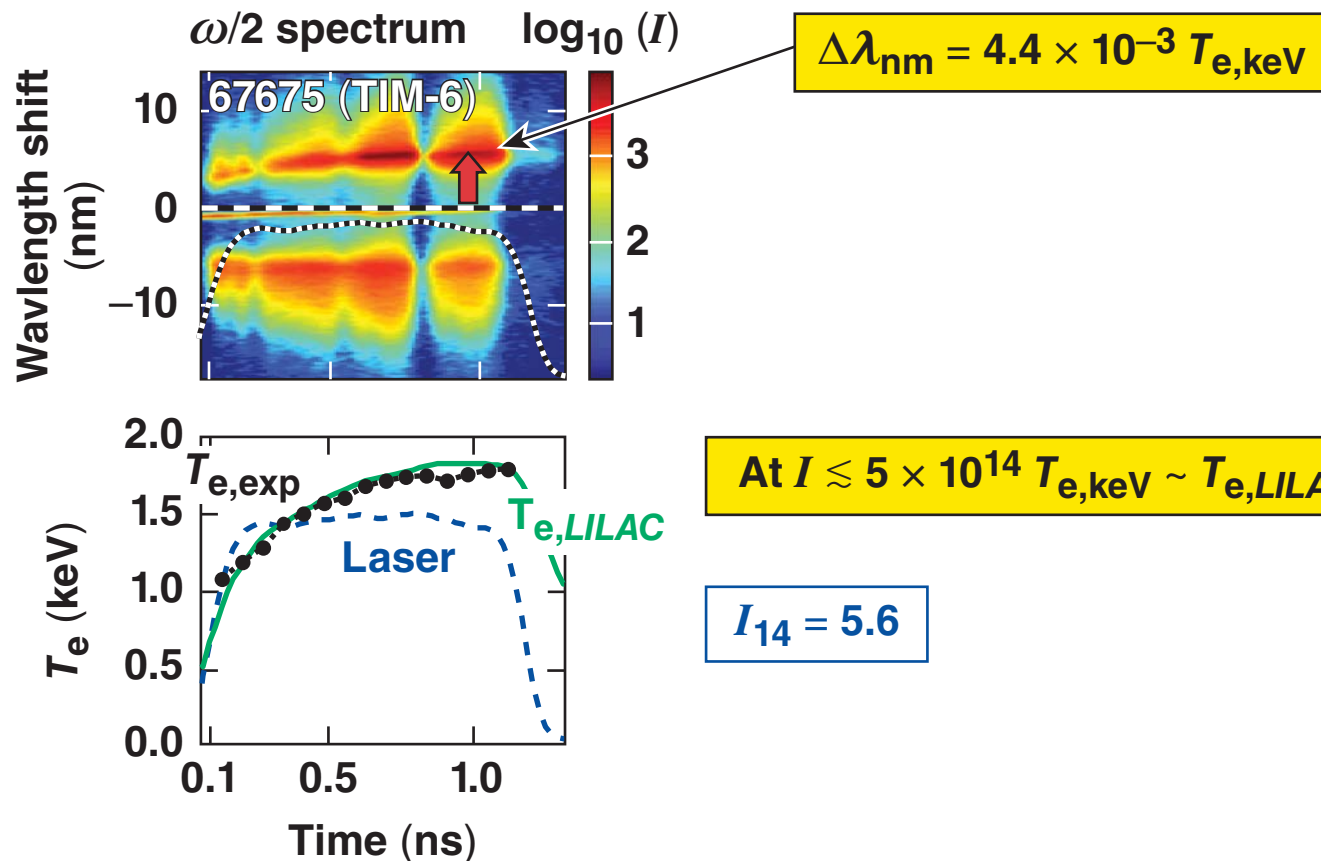 ω/2 spectrum log₁₀ (I)
Δλnm = 4.4 × 10⁻³ Te,keV
67675 (TIM-6)
Wavlength shift
(nm)
10
0
−10
3
2
1
Te,exp
Te,LILAC
Laser
Te (keV)
2.0
1.5
1.0
0.5
0.0
0.1 0.5 1.0
Time (ns)
At I ≲ 5 × 10¹⁴ Te,keV ~ Te,LILA
I₁₄ = 5.6